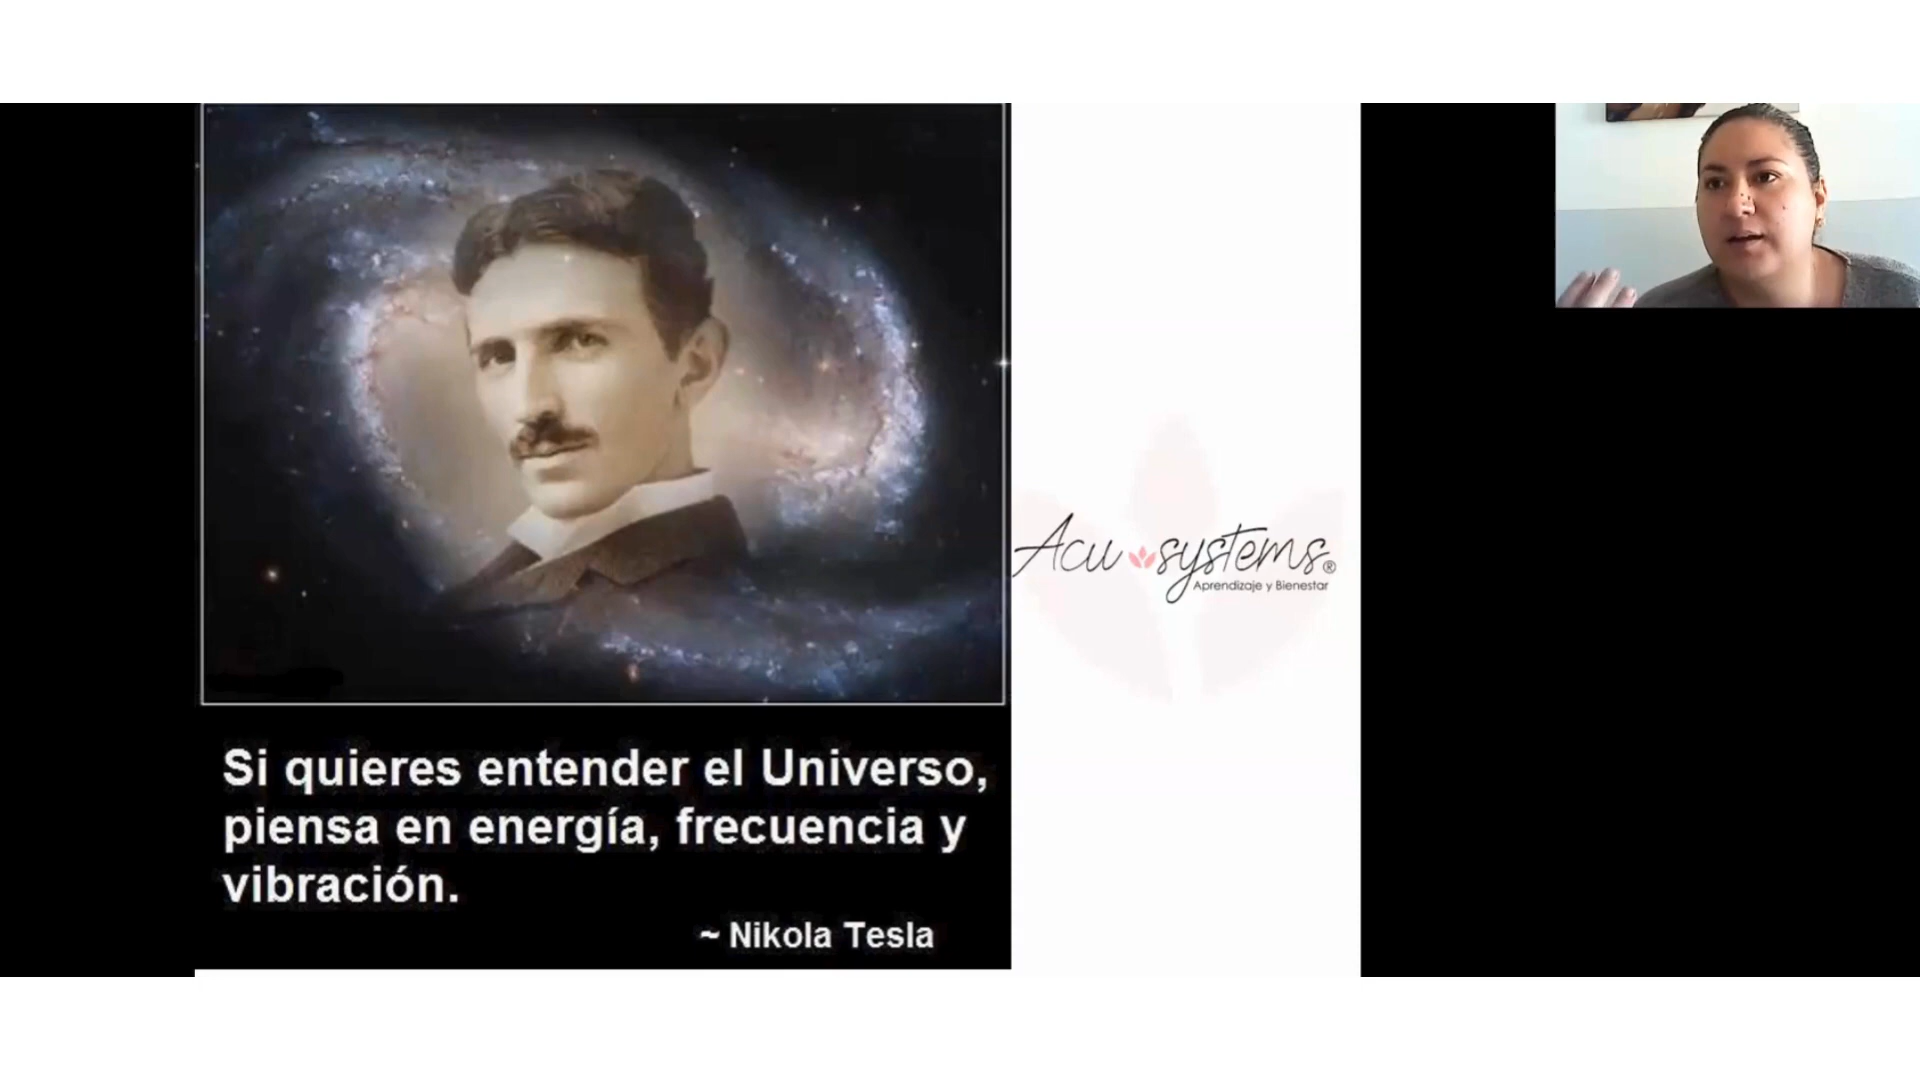 Si quieres entender el Universo,
piensa en energía, frecuencia y
vibración.
~ Nikola Tesla
Acu systems®
Aprendizaje y Bienestar